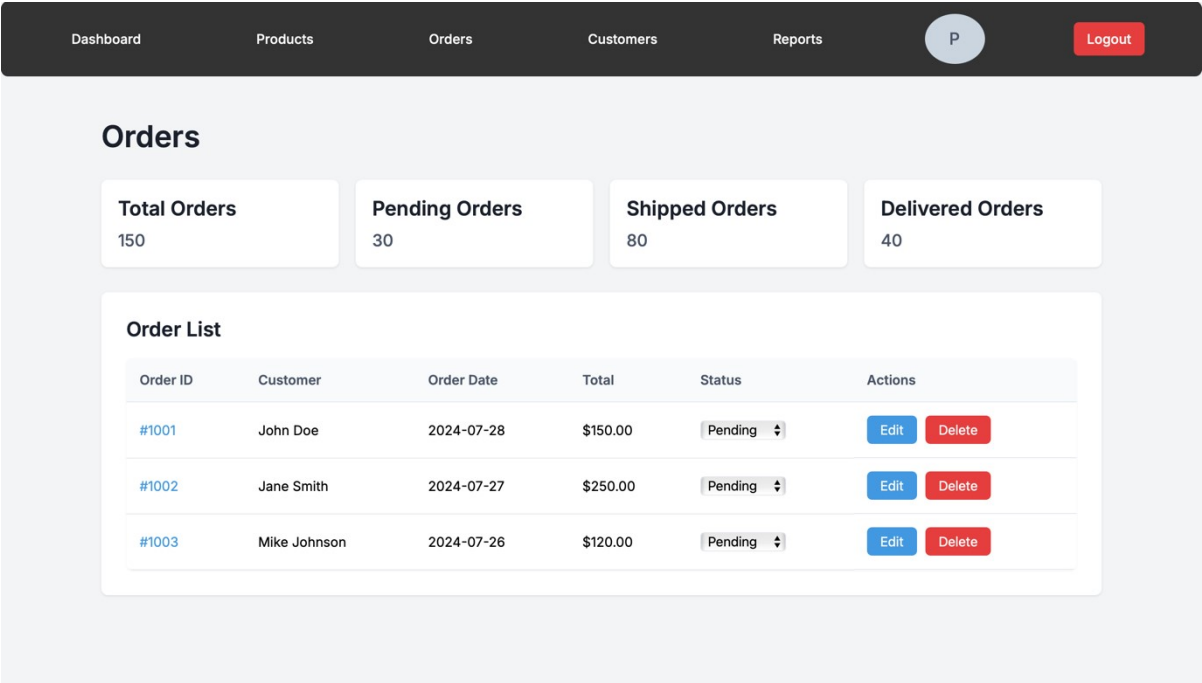 Dashboard Products Orders Customers Reports P Logout
Orders
Total Orders Pending Orders Shipped Orders Delivered Orders
150 30 80 40
Order List
Order ID Customer Order Date Total Status Actions
#1001 John Doe 2024-07-28 $150.00 Pending Edit Delete
#1002 Jane Smith 2024-07-27 $250.00 Pending Edit Delete
#1003 Mike Johnson 2024-07-26 $120.00 Pending Edit Delete